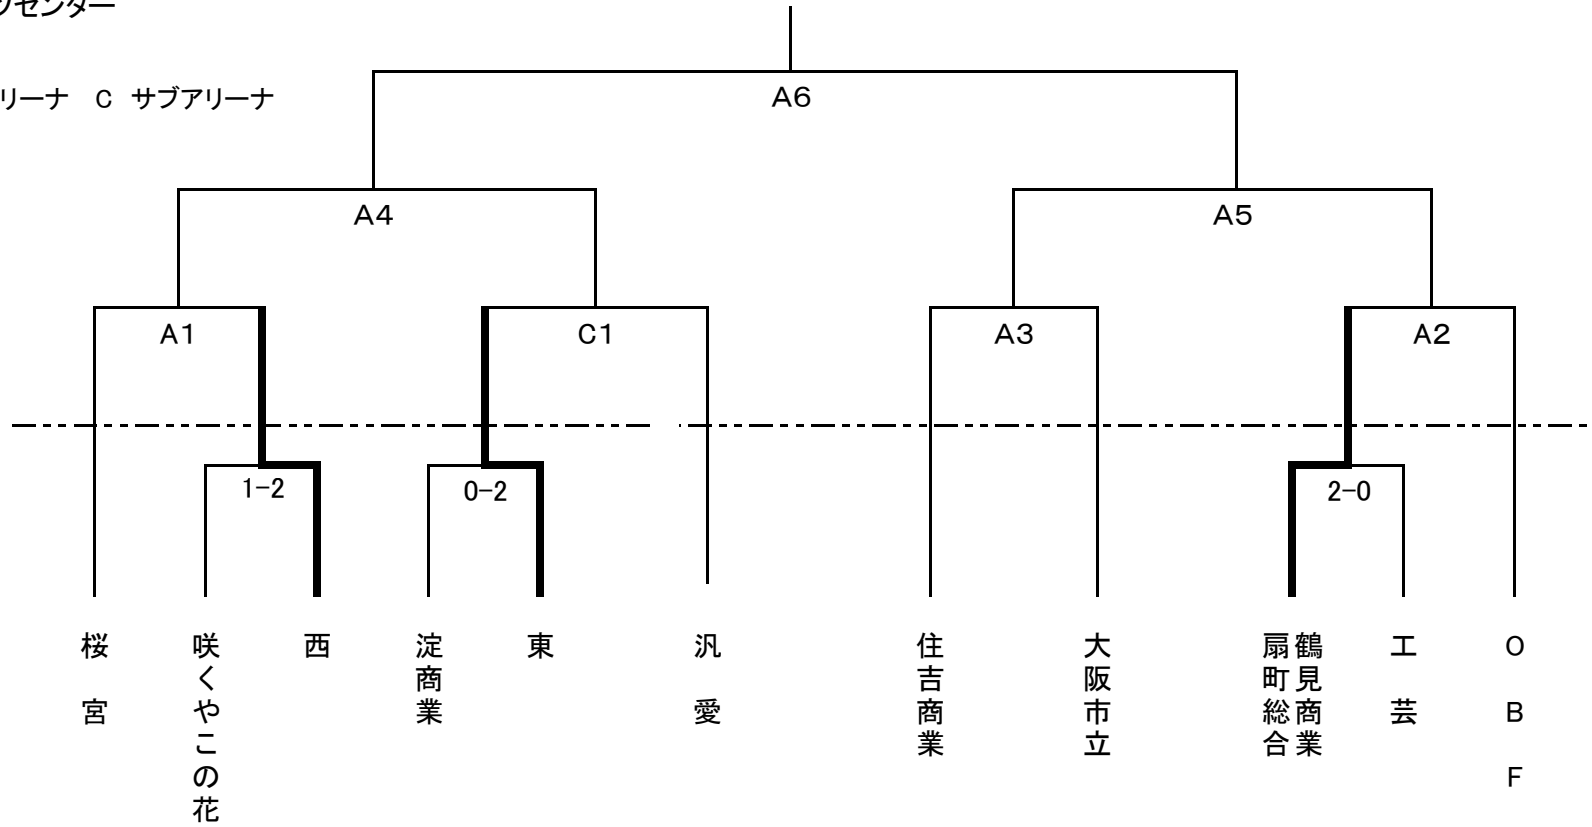 センター
リーナ C サブアリーナ
A6
A4
A5
A1
C1
A3
A2
1-2
0-2
2-0
桜宮
咲くやこの花
西
淀商業
東
汎愛
住吉商業
大阪市立
鶴見商業
扇町総合
工芸
OBF